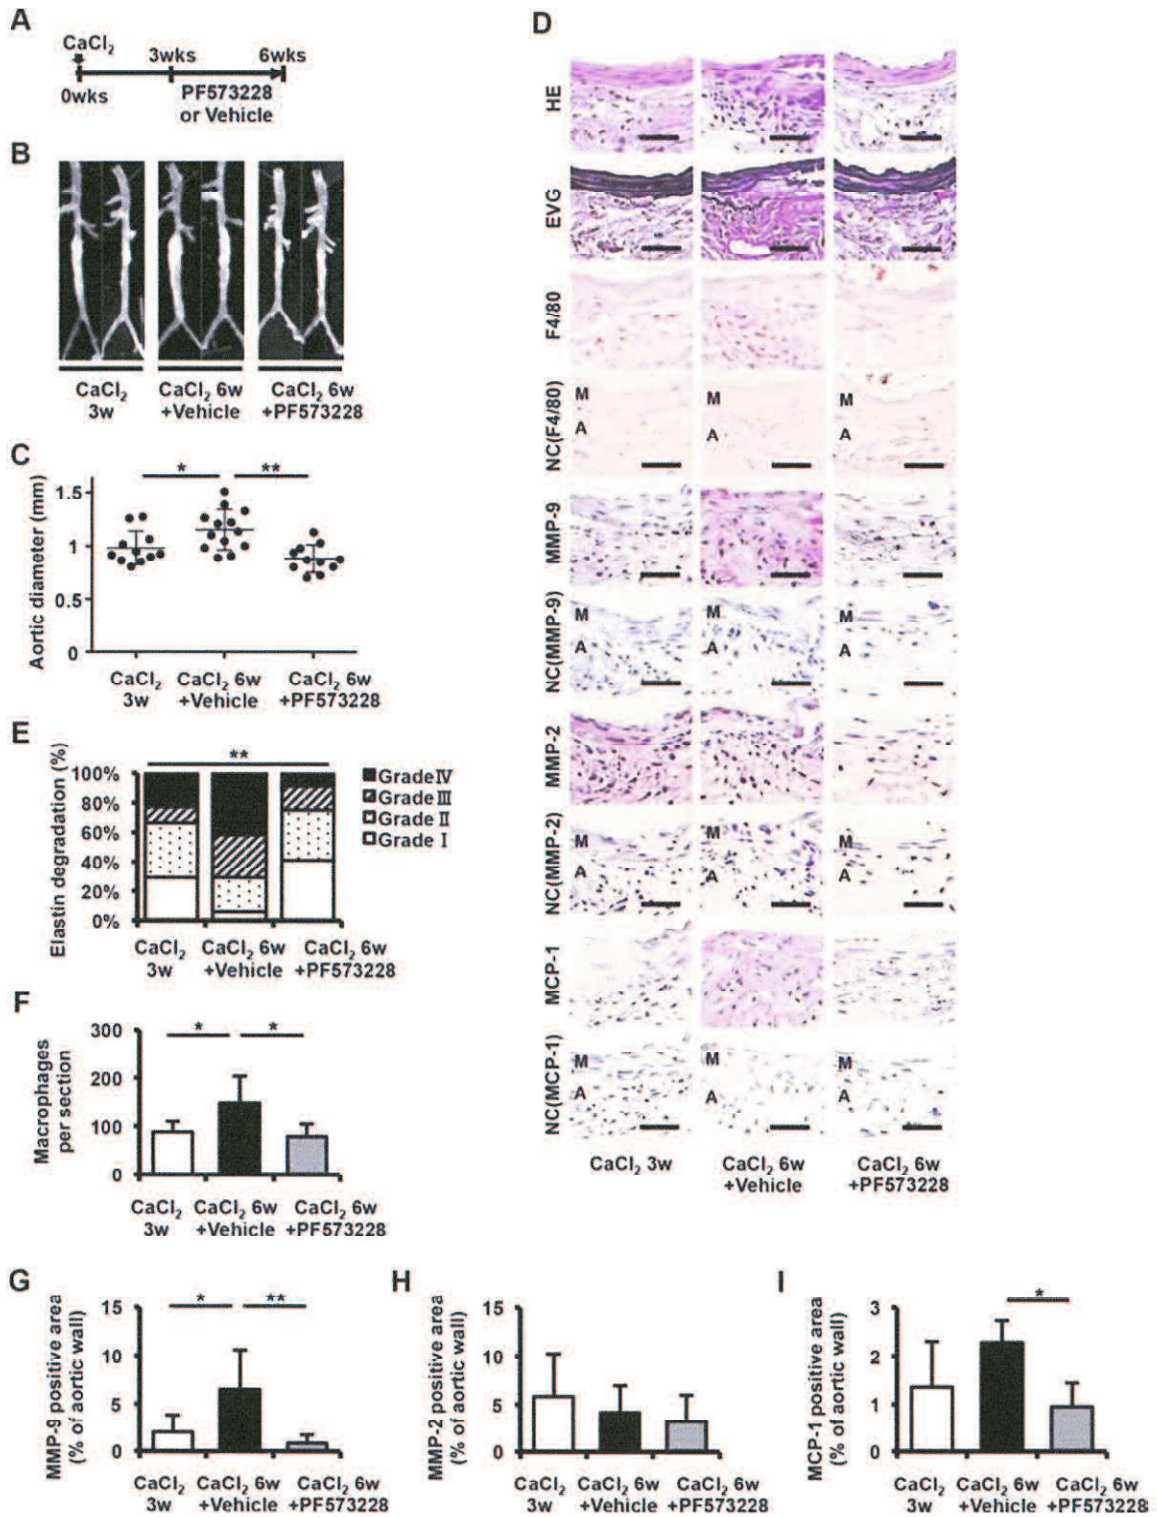 A
CaCl2
3wks
6wks
0wks
PF573228
or Vehicle
B
CaCl2
3w
CaCl2 6w
+Vehicle
CaCl2 6w
+PF573228
C
Aortic diameter (mm)
*
**
1.5
1
0.5
0
CaCl2
3w
CaCl2 6w
+Vehicle
CaCl2 6w
+PF573228
D
HE
EVG
F4/80
NC(F4/80)
M
A
M
A
M
A
MMP-9
NC(MMP-9)
M
A
M
A
M
A
MMP-2
NC(MMP-2)
M
A
M
A
M
A
MCP-1
NC(MCP-1)
M
A
M
A
M
A
CaCl2 3w
CaCl2 6w
+Vehicle
CaCl2 6w
+PF573228
E
Elastin degradation (%)
**
100%
80%
60%
40%
20%
0%
GradeⅣ
GradeⅢ
Grade Ⅱ
Grade Ⅰ
CaCl2
3w
CaCl2 6w
+Vehicle
CaCl2 6w
+PF573228
F
Macrophages
per section
*
*
300
200
100
0
CaCl2
3w
CaCl2 6w
+Vehicle
CaCl2 6w
+PF573228
G
MMP-9 positive area
(% of aortic wall)
*
**
15
10
5
0
CaCl2
3w
CaCl2 6w
+Vehicle
CaCl2 6w
+PF573228
H
MMP-2 positive area
(% of aortic wall)
15
10
5
0
CaCl2
3w
CaCl2 6w
+Vehicle
CaCl2 6w
+PF573228
I
MCP-1 positive area
(% of aortic wall)
*
3
2
1
0
CaCl2
3w
CaCl2 6w
+Vehicle
CaCl2 6w
+PF573228